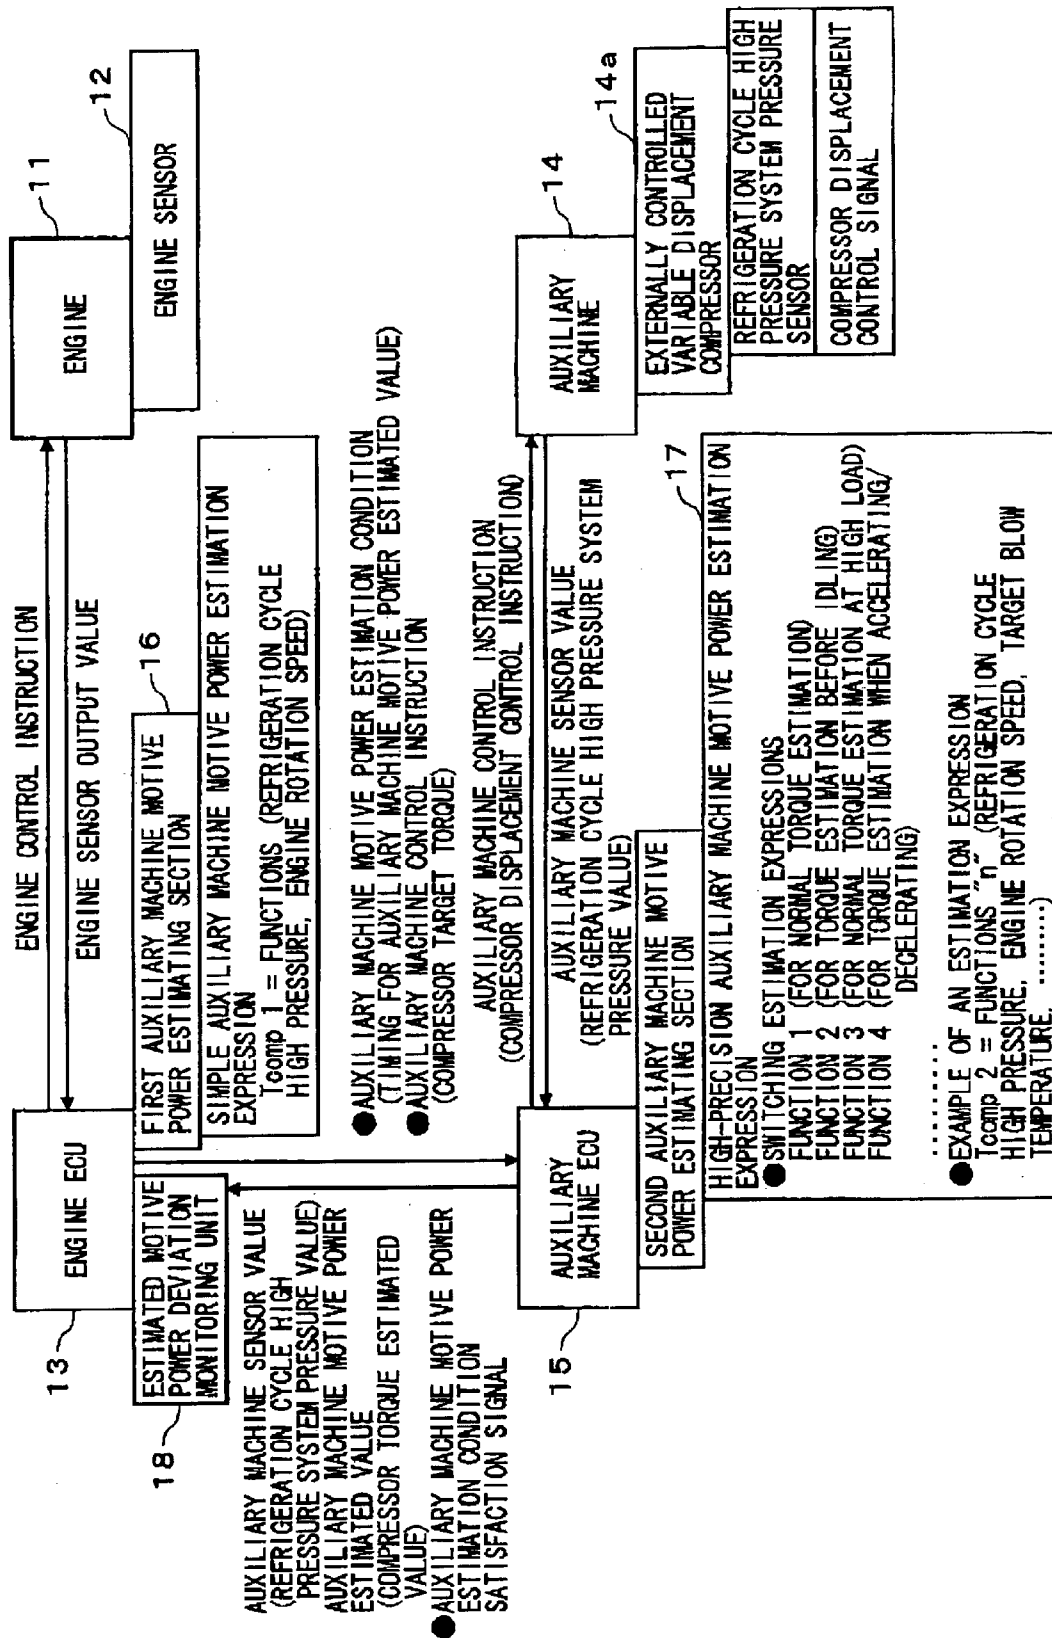 11
ENGINE
12
ENGINE SENSOR
ENGINE CONTROL INSTRUCTION
ENGINE SENSOR OUTPUT VALUE
13
ENGINE ECU
18
ESTIMATED MOTIVE
POWER DEVIATION
MONITORING UNIT
16
FIRST AUXILIARY MACHINE MOTIVE
POWER ESTIMATING SECTION
SIMPLE AUXILIARY MACHINE MOTIVE POWER ESTIMATION
EXPRESSION
Tcomp 1 = FUNCTIONS (REFRIGERATION CYCLE
HIGH PRESSURE, ENGINE ROTATION SPEED)
AUXILIARY MACHINE SENSOR VALUE
(REFRIGERATION CYCLE HIGH
PRESSURE SYSTEM PRESSURE VALUE)
AUXILIARY MACHINE MOTIVE POWER
ESTIMATED VALUE
(COMPRESSOR TORQUE ESTIMATED
VALUE)
●AUXILIARY MACHINE MOTIVE POWER
ESTIMATION CONDITION
SATISFACTION SIGNAL
●AUXILIARY MACHINE MOTIVE POWER ESTIMATION CONDITION
(TIMING FOR AUXILIARY MACHINE MOTIVE POWER ESTIMATED VALUE)
●AUXILIARY MACHINE CONTROL INSTRUCTION
(COMPRESSOR TARGET TORQUE)
AUXILIARY MACHINE CONTROL INSTRUCTION
(COMPRESSOR DISPLACEMENT CONTROL INSTRUCTION)
AUXILIARY MACHINE SENSOR VALUE
(REFRIGERATION CYCLE HIGH PRESSURE SYSTEM
PRESSURE VALUE)
14
AUXILIARY
MACHINE
14a
EXTERNALLY CONTROLLED
VARIABLE DISPLACEMENT
COMPRESSOR
REFRIGERATION CYCLE HIGH
PRESSURE SYSTEM PRESSURE
SENSOR
COMPRESSOR DISPLACEMENT
CONTROL SIGNAL
15
AUXILIARY
MACHINE ECU
SECOND AUXILIARY MACHINE MOTIVE
POWER ESTIMATING SECTION
17
HIGH-PRECISION AUXILIARY MACHINE MOTIVE POWER ESTIMATION
EXPRESSION
●SWITCHING ESTIMATION EXPRESSIONS
FUNCTION 1 (FOR NORMAL TORQUE ESTIMATION)
FUNCTION 2 (FOR TORQUE ESTIMATION BEFORE IDLING)
FUNCTION 3 (FOR NORMAL TORQUE ESTIMATION AT HIGH LOAD)
FUNCTION 4 (FOR TORQUE ESTIMATION WHEN ACCELERATING/
DECELERATING)
.........
●EXAMPLE OF AN ESTIMATION EXPRESSION
Tcomp 2 = FUNCTIONS "n" (REFRIGERATION CYCLE
HIGH PRESSURE, ENGINE ROTATION SPEED, TARGET BLOW
TEMPERATURE, ........)